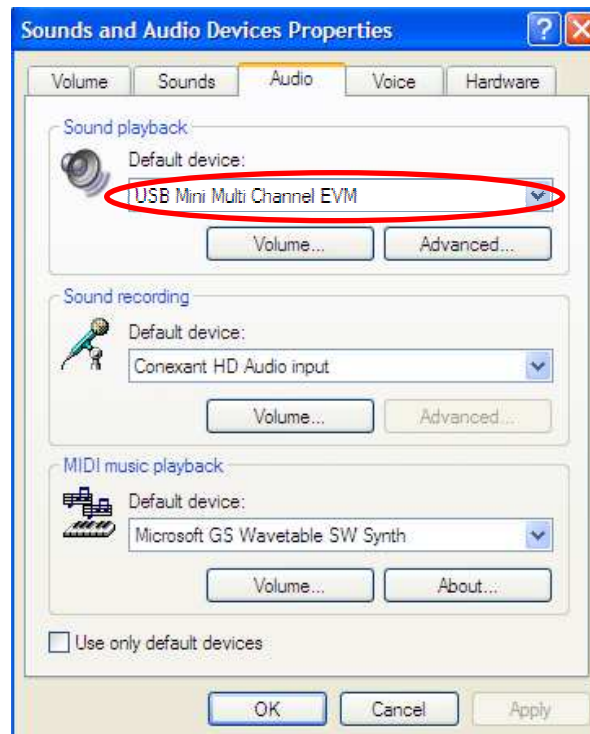 Sounds and Audio Devices Properties
Volume Sounds Audio Voice Hardware
Sound playback
Default device:
USB Mini Multi Channel EVM
Volume... Advanced...
Sound recording
Default device:
Conexant HD Audio input
Volume... Advanced...
MIDI music playback
Default device:
Microsoft GS Wavetable SW Synth
Volume... About...
Use only default devices
OK Cancel Apply